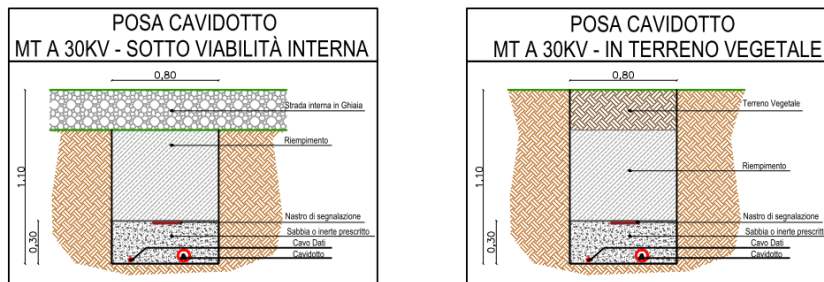 POSA CAVIDOTTO
MT A 30KV - SOTTO VIABILITÀ INTERNA
0,80
Strada interna in Ghiaia
Riempimento
1,10
Nastro di segnalazione
0,30
Sabbia o inerte prescritto
Cavo Dati
Cavidotto
POSA CAVIDOTTO
MT A 30KV - IN TERRENO VEGETALE
0,80
Terreno Vegetale
Riempimento
1,10
Nastro di segnalazione
0,30
Sabbia o inerte prescritto
Cavo Dati
Cavidotto